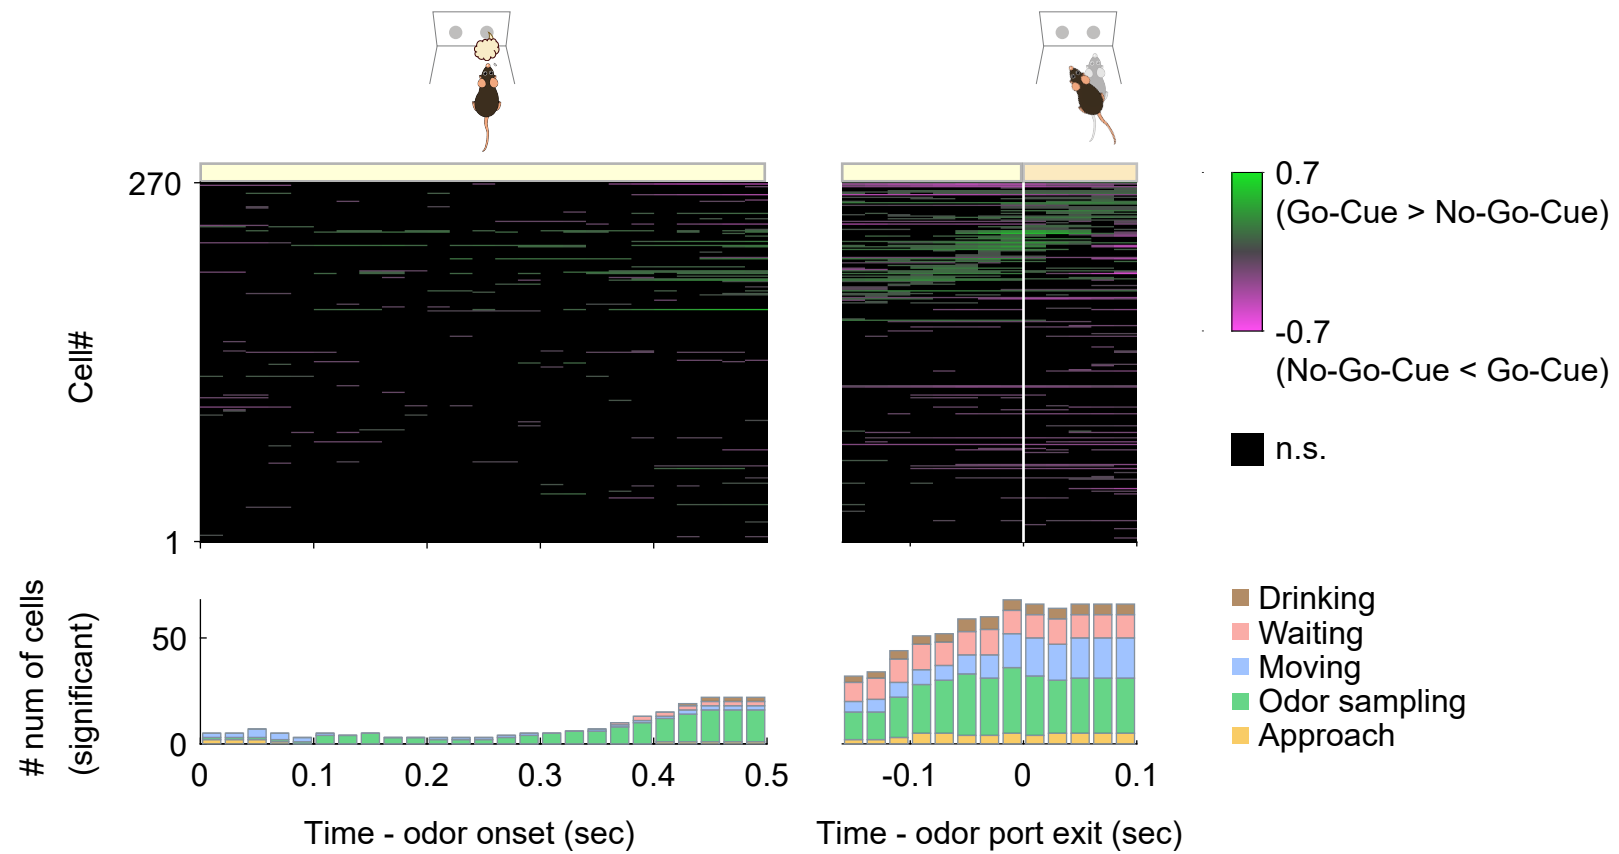 270
Cell#
1
0.7
(Go-Cue > No-Go-Cue)
-0.7
(No-Go-Cue < Go-Cue)
n.s.
# num of cells
(significant)
50
0
0 0.1 0.2 0.3 0.4 0.5
Time - odor onset (sec)
-0.1 0 0.1
Time - odor port exit (sec)
Drinking
Waiting
Moving
Odor sampling
Approach